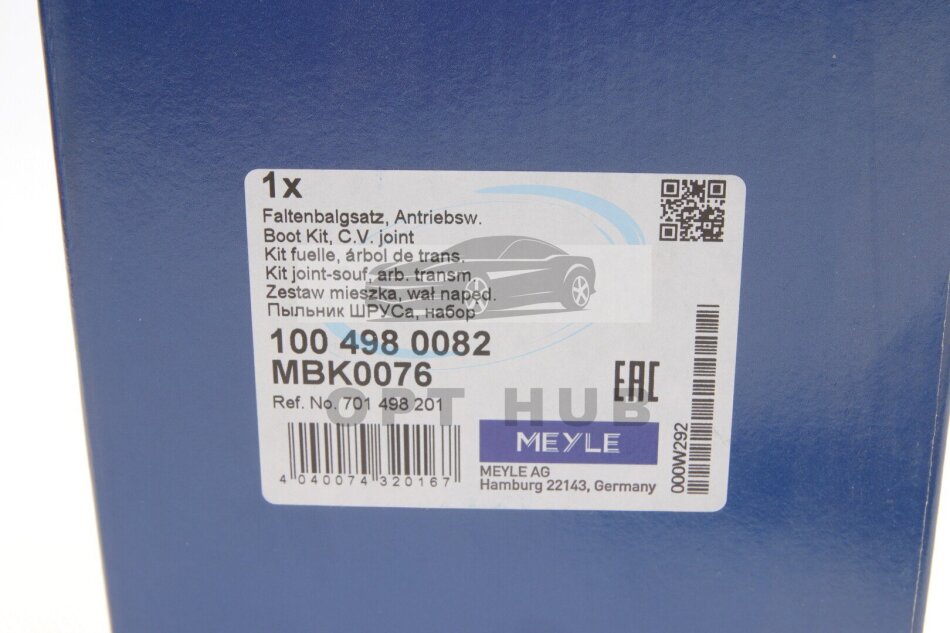 1x
Faltenbalgsatz, Antriebsw.
Boot Kit, C.V. joint
Kit fuelle, árbol de trans.
Kit joint-souf, arb. transm.
Zestaw mieszka, wał napęd.
Пыльник ШРУСа, набор
100 498 0082
MBK0076
Ref. No. 701 498 201
EAC
OPT HUB
MEYLE
MEYLE AG
Hamburg 22143, Germany
4 040074 320167
000W292